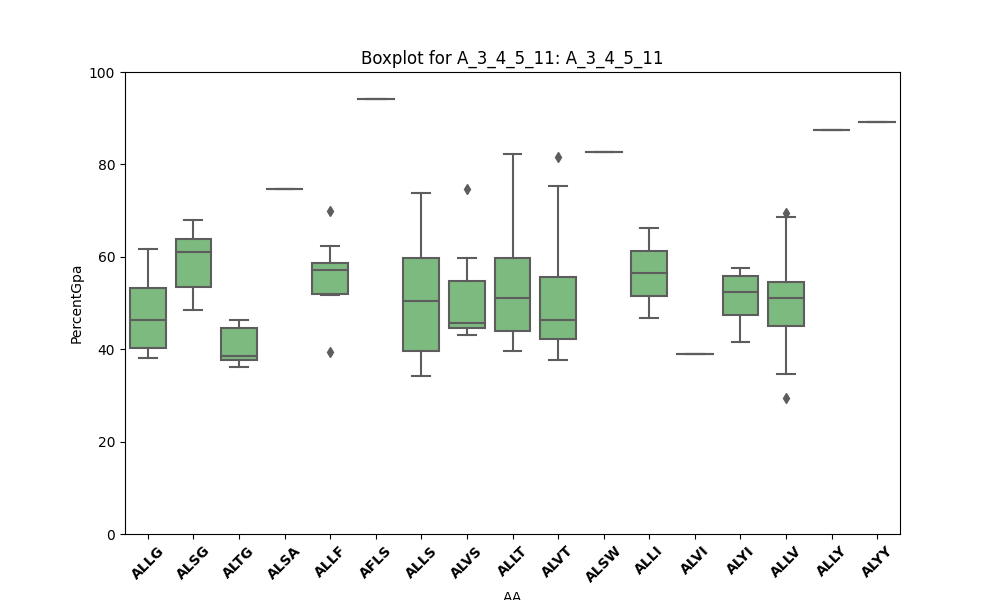 Boxplot for A_3_4_5_11: A_3_4_5_11
100
80
60
40
20
0
PercentGpa
ALLG ALSG ALTG ALSA ALLF AFLS ALLS ALVS ALLT ALVT ALSW ALLI ALVI ALYI ALLV ALLY ALYY
AA